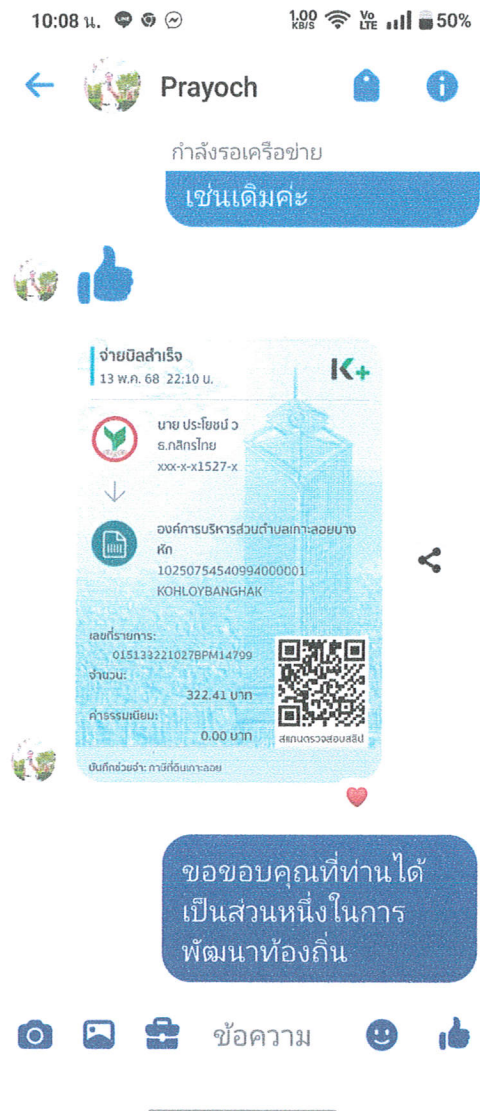 10:08 น.
1.00 KB/S Vo LTE 50%
Prayoch
กำลังรอเครือข่าย
เช่นเดิมค่ะ
จ่ายบิลสำเร็จ
13 พ.ค. 68 22:10 น.
K+
นาย ประโยชน์ ว
ธ.กสิกรไทย
xxx-x-x1527-x
องค์การบริหารส่วนตำบลเกาะลอยบาง
หัก
10250754540994000001
KOHLOYBANGHAK
เลขที่รายการ:
015133221027BPM14799
จำนวน:
322.41 บาท
ค่าธรรมเนียม:
0.00 บาท
สแกนตรวจสอบสลิป
บันทึกช่วยจำ: ภาษีที่ดินเกาะลอย
ขอขอบคุณที่ท่านได้
เป็นส่วนหนึ่งในการ
พัฒนาท้องถิ่น
ข้อความ